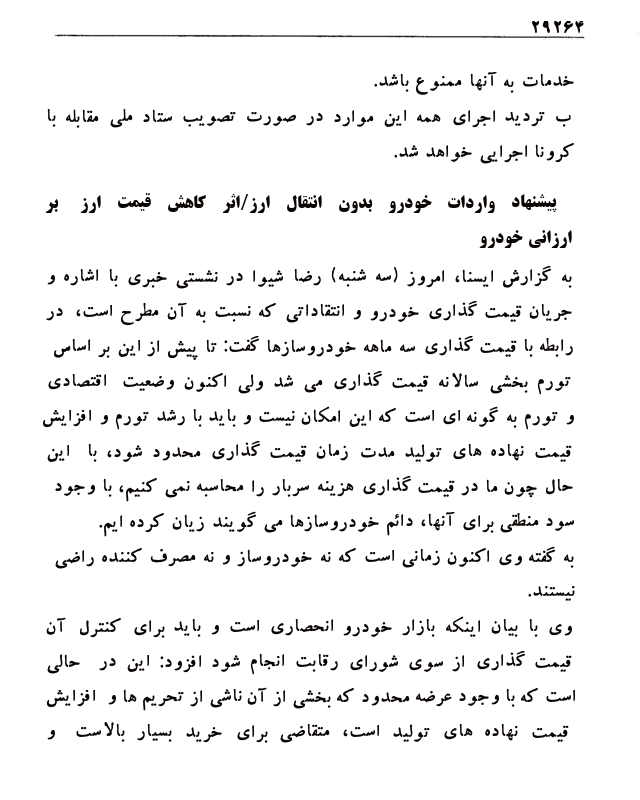 ۲۹۲۶۴
خدمات به آنها ممنوع باشد.
ب تردید اجرای همه این موارد در صورت تصویب ستاد ملی مقابله با
کرونا اجرایی خواهد شد.
پیشنهاد واردات خودرو بدون انتقال ارز/اثر کاهش قیمت ارز بر
ارزانی خودرو
به گزارش ایسنا، امروز (سه شنبه) رضا شیوا در نشستی خبری با اشاره و
جریان قیمت گذاری خودرو و انتقاداتی که نسبت به آن مطرح است، در
رابطه با قیمت گذاری سه ماهه خودروسازها گفت: تا پیش از این بر اساس
تورم بخشی سالانه قیمت گذاری می شد ولی اکنون وضعیت اقتصادی
و تورم به گونه ای است که این امکان نیست و باید با رشد تورم و افزایش
قیمت نهاده های تولید مدت زمان قیمت گذاری محدود شود، با این
حال چون ما در قیمت گذاری هزینه سربار را محاسبه نمی کنیم، با وجود
سود منطقی برای آنها، دائم خودروسازها می گویند زیان کرده ایم.
به گفته وی اکنون زمانی است که نه خودروساز و نه مصرف کننده راضی
نیستند.
وی با بیان اینکه بازار خودرو انحصاری است و باید برای کنترل آن
قیمت گذاری از سوی شورای رقابت انجام شود افزود: این در حالی
است که با وجود عرضه محدود که بخشی از آن ناشی از تحریم ها و افزایش
قیمت نهاده های تولید است، متقاضی برای خرید بسیار بالاست و